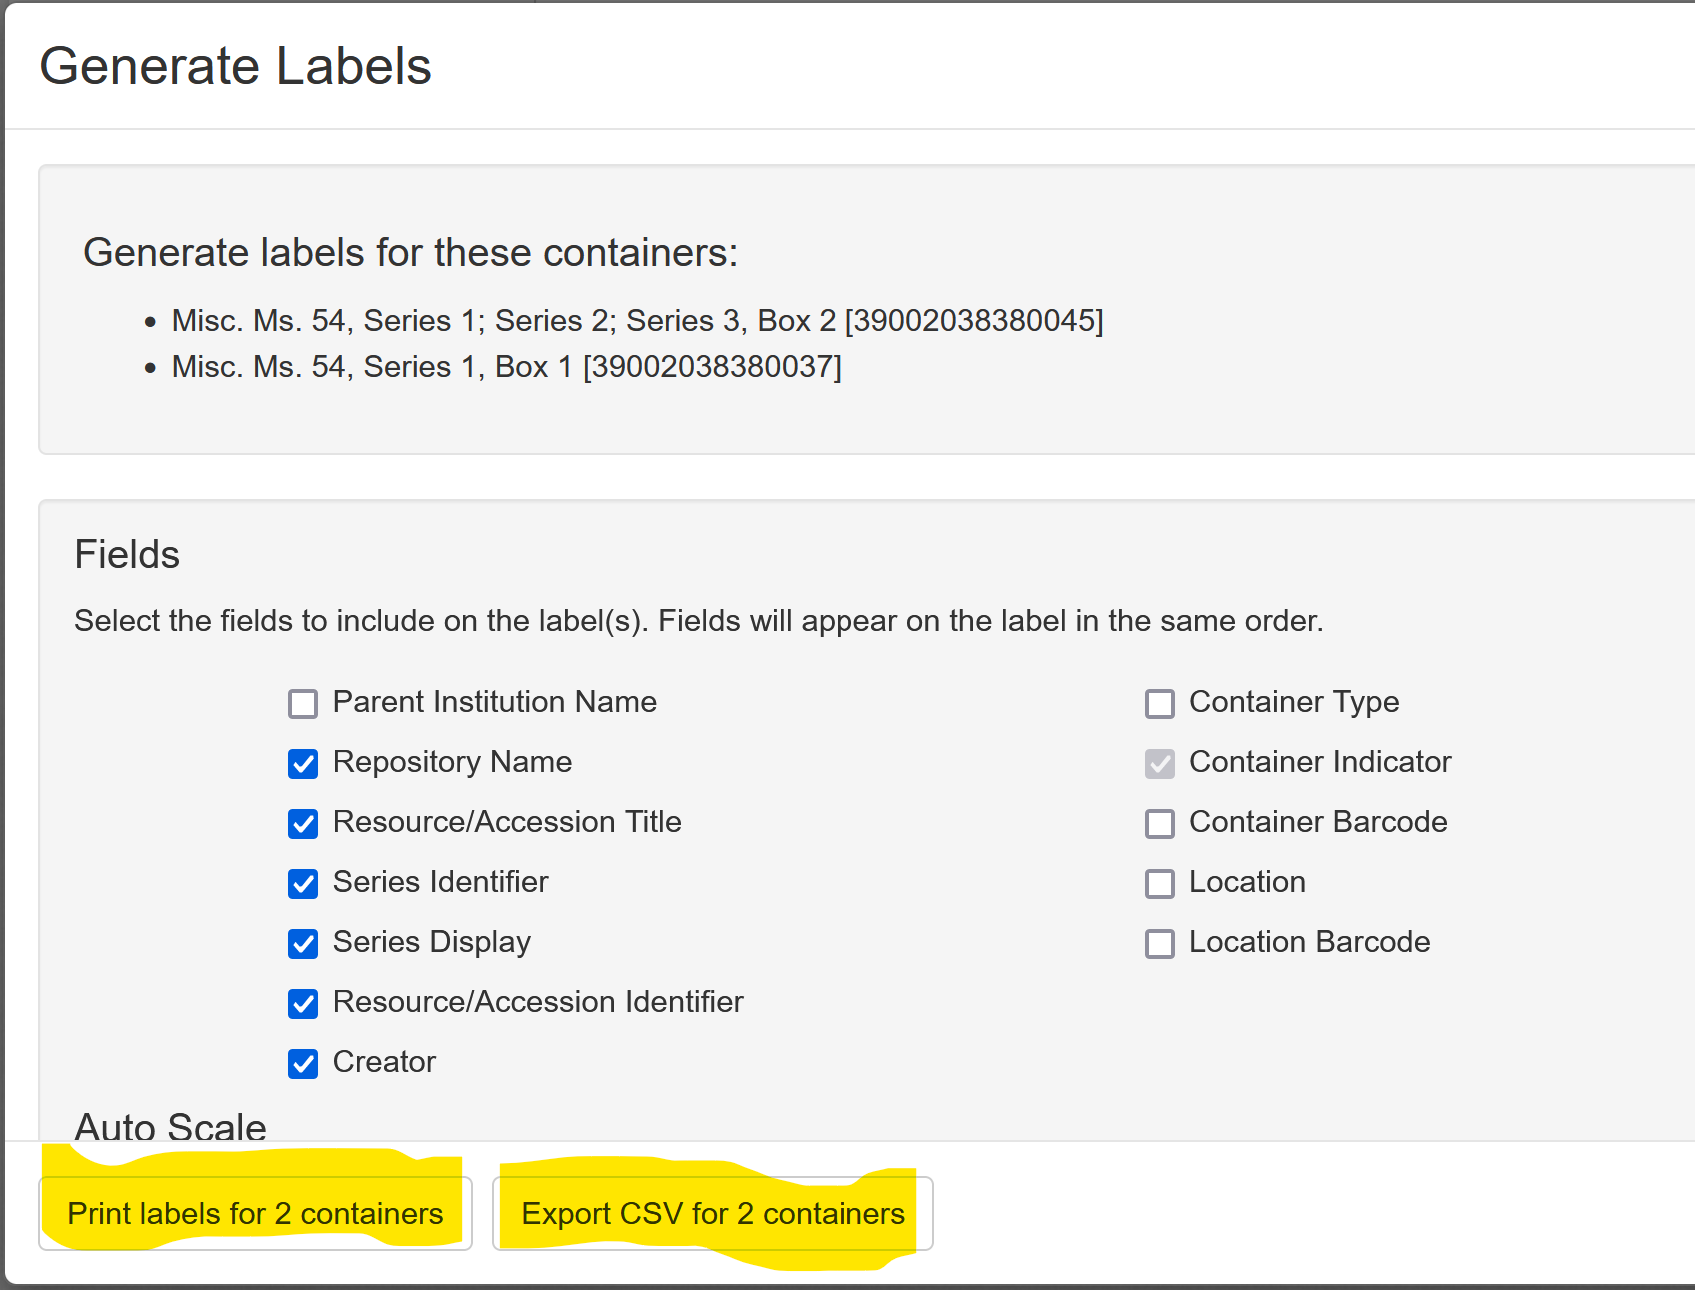 Generate Labels
Generate labels for these containers:
Misc. Ms. 54, Series 1; Series 2; Series 3, Box 2 [39002038380045]
Misc. Ms. 54, Series 1, Box 1 [39002038380037]
Fields
Select the fields to include on the label(s). Fields will appear on the label in the same order.
Parent Institution Name
Repository Name
Resource/Accession Title
Series Identifier
Series Display
Resource/Accession Identifier
Creator
Container Type
Container Indicator
Container Barcode
Location
Location Barcode
Auto Scale
Print labels for 2 containers
Export CSV for 2 containers